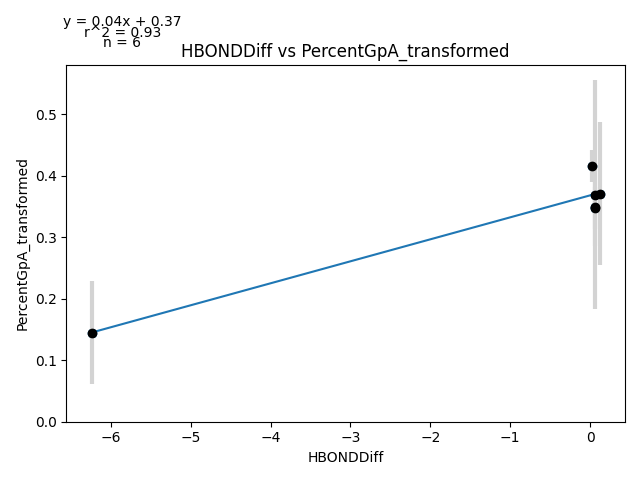 y = 0.04x + 0.37
r^2 = 0.93
n = 6
HBONDDiff vs PercentGpA_transformed
PercentGpA_transformed
0.5
0.4
0.3
0.2
0.1
0.0
−6
−5
−4
−3
−2
−1
0
HBONDDiff